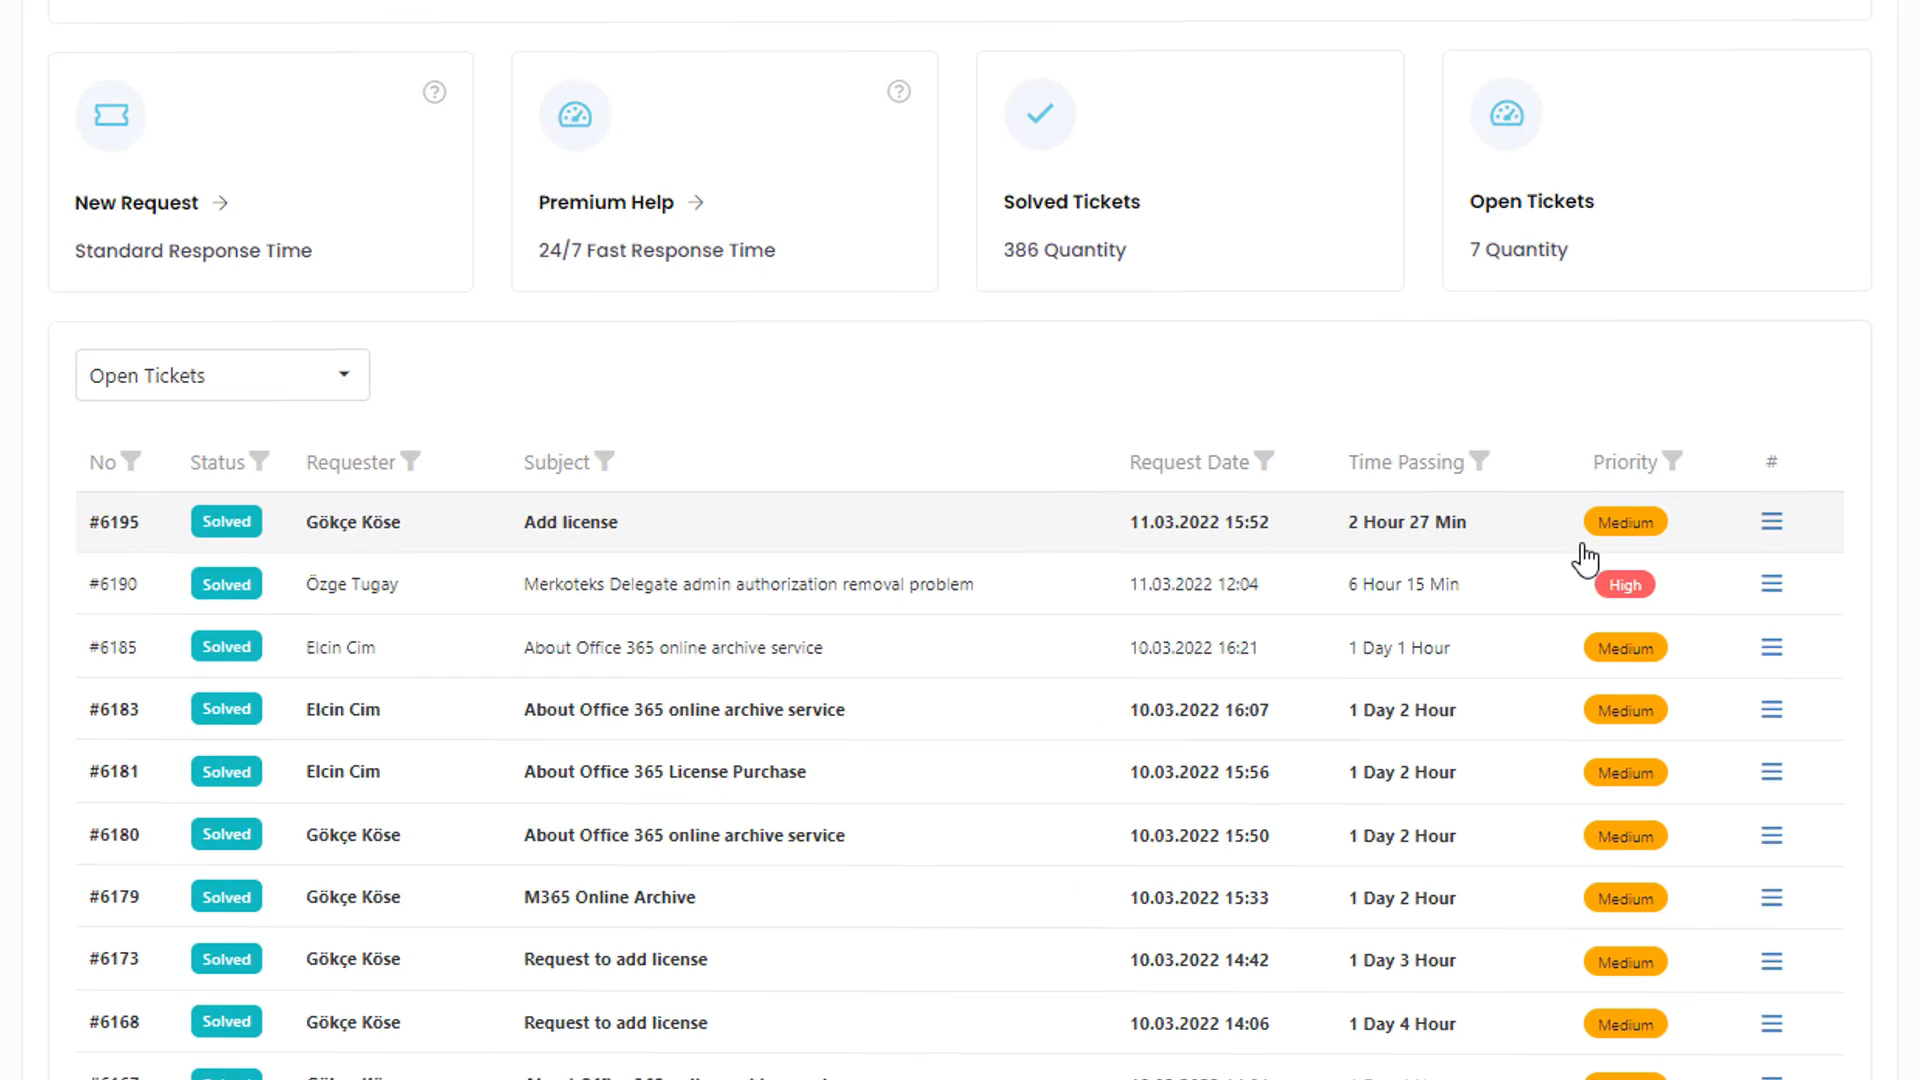 New Request
Standard Response Time
Premium Help
24/7 Fast Response Time
Solved Tickets
386 Quantity
Open Tickets
7 Quantity
Open Tickets
No Status Requester Subject Request Date Time Passing Priority #
#6195 Solved Gökçe Köse Add license 11.03.2022 15:52 2 Hour 27 Min Medium
#6190 Solved Özge Tugay Merkoteks Delegate admin authorization removal problem 11.03.2022 12:04 6 Hour 15 Min High
#6185 Solved Elcin Cim About Office 365 online archive service 10.03.2022 16:21 1 Day 1 Hour Medium
#6183 Solved Elcin Cim About Office 365 online archive service 10.03.2022 16:07 1 Day 2 Hour Medium
#6181 Solved Elcin Cim About Office 365 License Purchase 10.03.2022 15:56 1 Day 2 Hour Medium
#6180 Solved Gökçe Köse About Office 365 online archive service 10.03.2022 15:50 1 Day 2 Hour Medium
#6179 Solved Gökçe Köse M365 Online Archive 10.03.2022 15:33 1 Day 2 Hour Medium
#6173 Solved Gökçe Köse Request to add license 10.03.2022 14:42 1 Day 3 Hour Medium
#6168 Solved Gökçe Köse Request to add license 10.03.2022 14:06 1 Day 4 Hour Medium